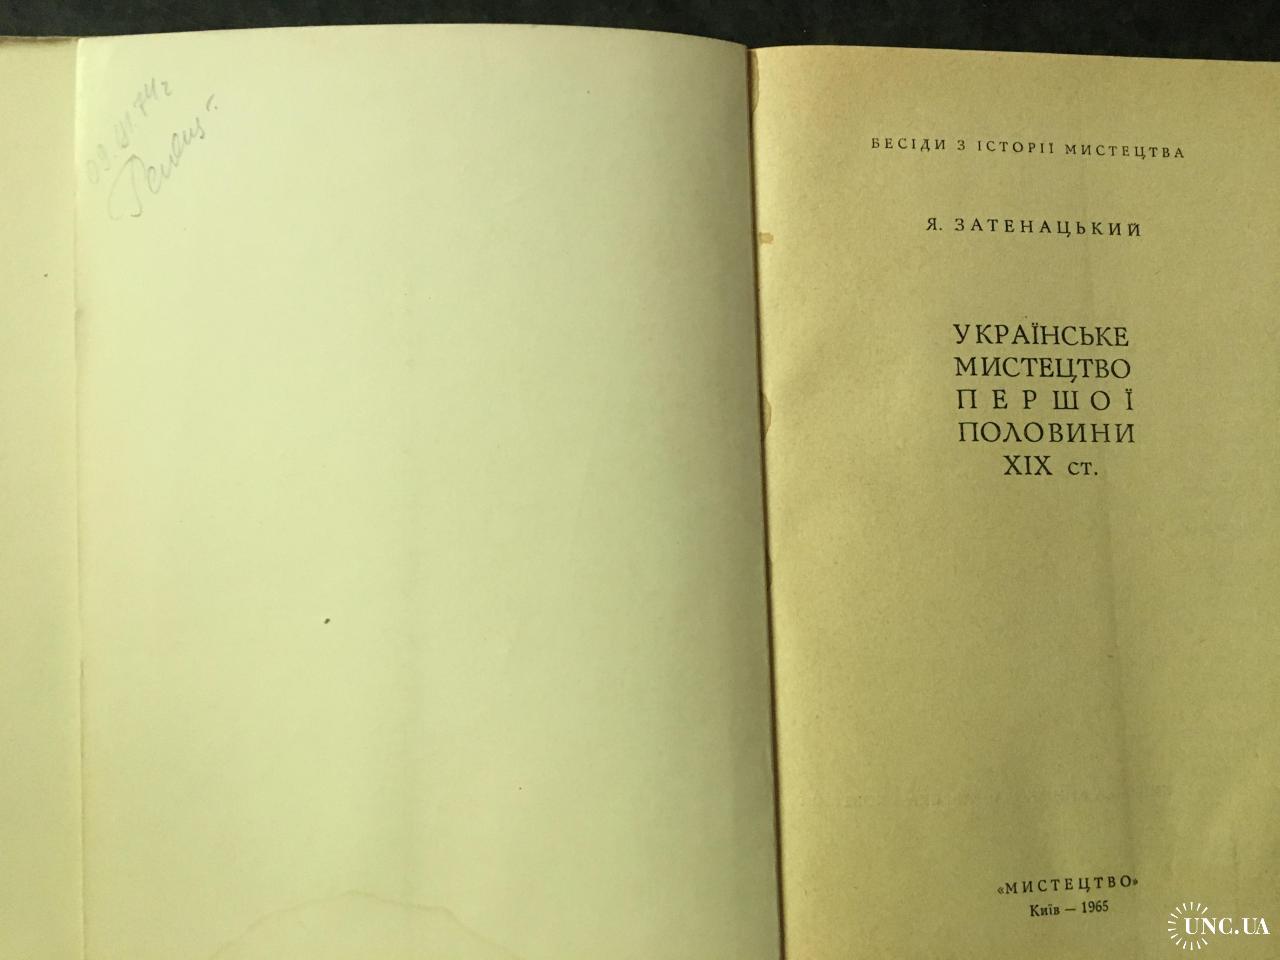 БЕСІДИ З ІСТОРІЇ МИСТЕЦТВА
Я. ЗАТЕНАЦЬКИЙ
УКРАЇНСЬКЕ
МИСТЕЦТВО
ПЕРШОЇ
ПОЛОВИНИ
XIX ст.
«МИСТЕЦТВО»
Київ — 1965
UNC.UA